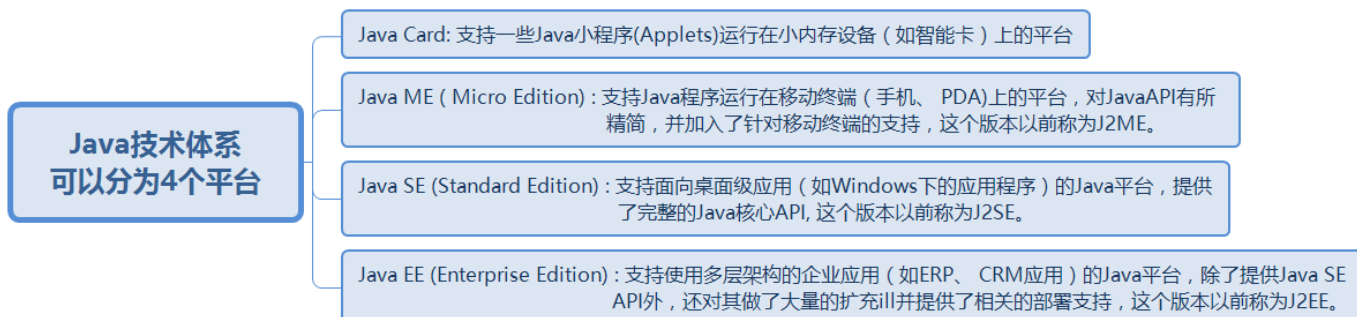 Java技术体系
可以分为4个平台
Java Card: 支持一些Java小程序(Applets)运行在小内存设备（如智能卡）上的平台
Java ME ( Micro Edition)：支持Java程序运行在移动终端（手机、 PDA)上的平台，对JavaAPI有所
精简，并加入了针对移动终端的支持，这个版本以前称为J2ME。
Java SE (Standard Edition)：支持面向桌面级应用（如Windows下的应用程序）的Java平台，提供
了完整的Java核心API, 这个版本以前称为J2SE。
Java EE (Enterprise Edition)：支持使用多层架构的企业应用（如ERP、 CRM应用）的Java平台，除了提供Java SE
API外，还对其做了大量的扩充ill并提供了相关的部署支持，这个版本以前称为J2EE。